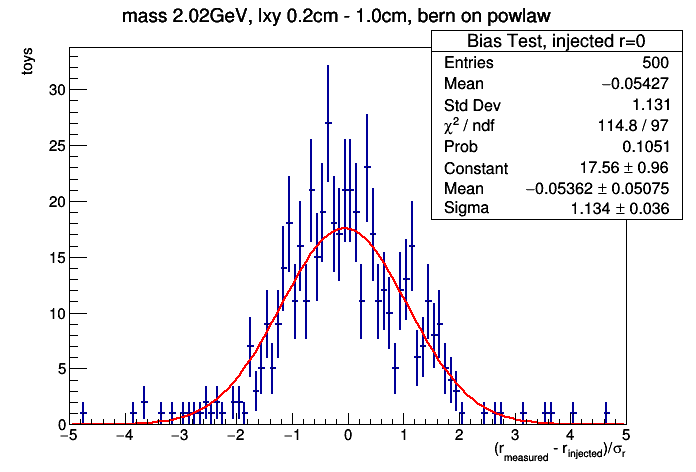 mass 2.02GeV, lxy 0.2cm - 1.0cm, bern on powlaw
toys
Bias Test, injected r=0
Entries 500
Mean −0.05427
Std Dev 1.131
χ² / ndf 114.8 / 97
Prob 0.1051
Constant 17.56 ± 0.96
Mean −0.05362 ± 0.05075
Sigma 1.134 ± 0.036
30
25
20
15
10
5
0
−5 −4 −3 −2 −1 0 1 2 3 4 5
(r_measured - r_injected)/σ_r